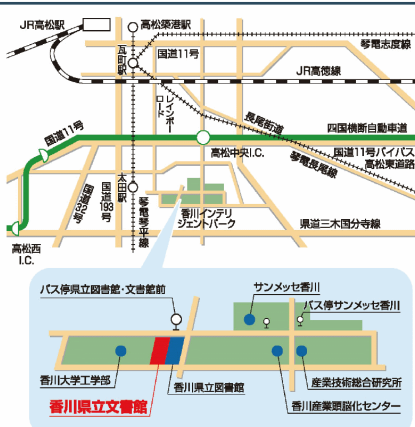 JR高松駅
高松築港駅
瓦町駅
国道11号
琴電志度線
JR高徳線
レインボーロード
長尾街道
四国横断自動車道
国道11号
高松中央I.C.
国道11号バイパス
高松東道路
琴電長尾線
国道32号
国道193号
太田駅
琴電琴平線
香川インテリ
ジェントパーク
県道三木国分寺線
高松西
I.C.
バス停県立図書館・文書館前
サンメッセ香川
バス停サンメッセ香川
香川大学工学部
香川県立図書館
産業技術総合研究所
香川県立文書館
香川産業頭脳化センター